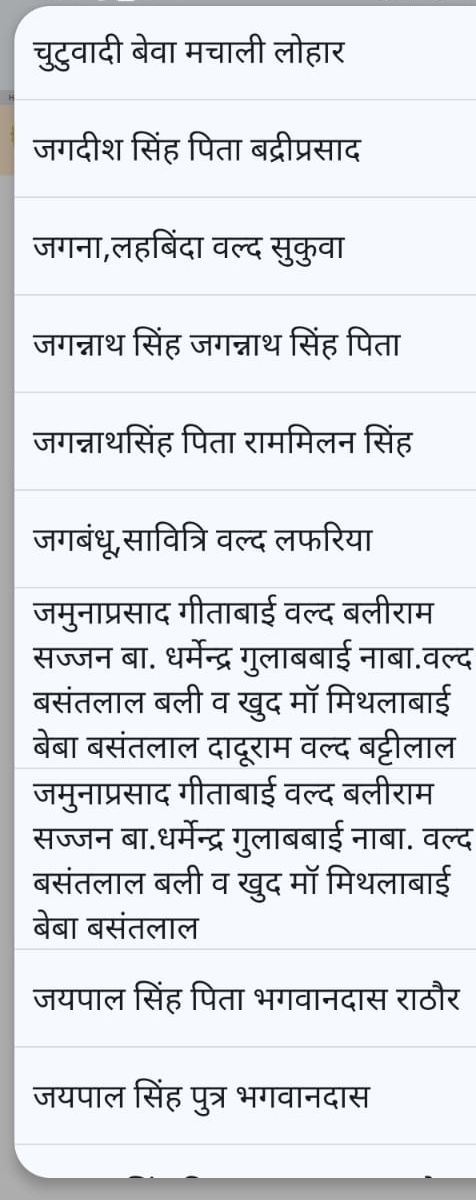 चुटुवादी बेवा मचाली लोहार
जगदीश सिंह पिता बद्रीप्रसाद
जगना,लहबिंदा वल्द सुकुवा
जगन्नाथ सिंह जगन्नाथ सिंह पिता
जगन्नाथसिंह पिता राममिलन सिंह
जगबंधू,सावित्रि वल्द लफरिया
जमुनाप्रसाद गीताबाई वल्द बलीराम
सज्जन बा. धर्मेन्द्र गुलाबबाई नाबा.वल्द
बसंतलाल बली व खुद मॉ मिथलाबाई
बेबा बसंतलाल दादूराम वल्द बट्टीलाल
जमुनाप्रसाद गीताबाई वल्द बलीराम
सज्जन बा.धर्मेन्द्र गुलाबबाई नाबा. वल्द
बसंतलाल बली व खुद मॉ मिथलाबाई
बेबा बसंतलाल
जयपाल सिंह पिता भगवानदास राठौर
जयपाल सिंह पुत्र भगवानदास